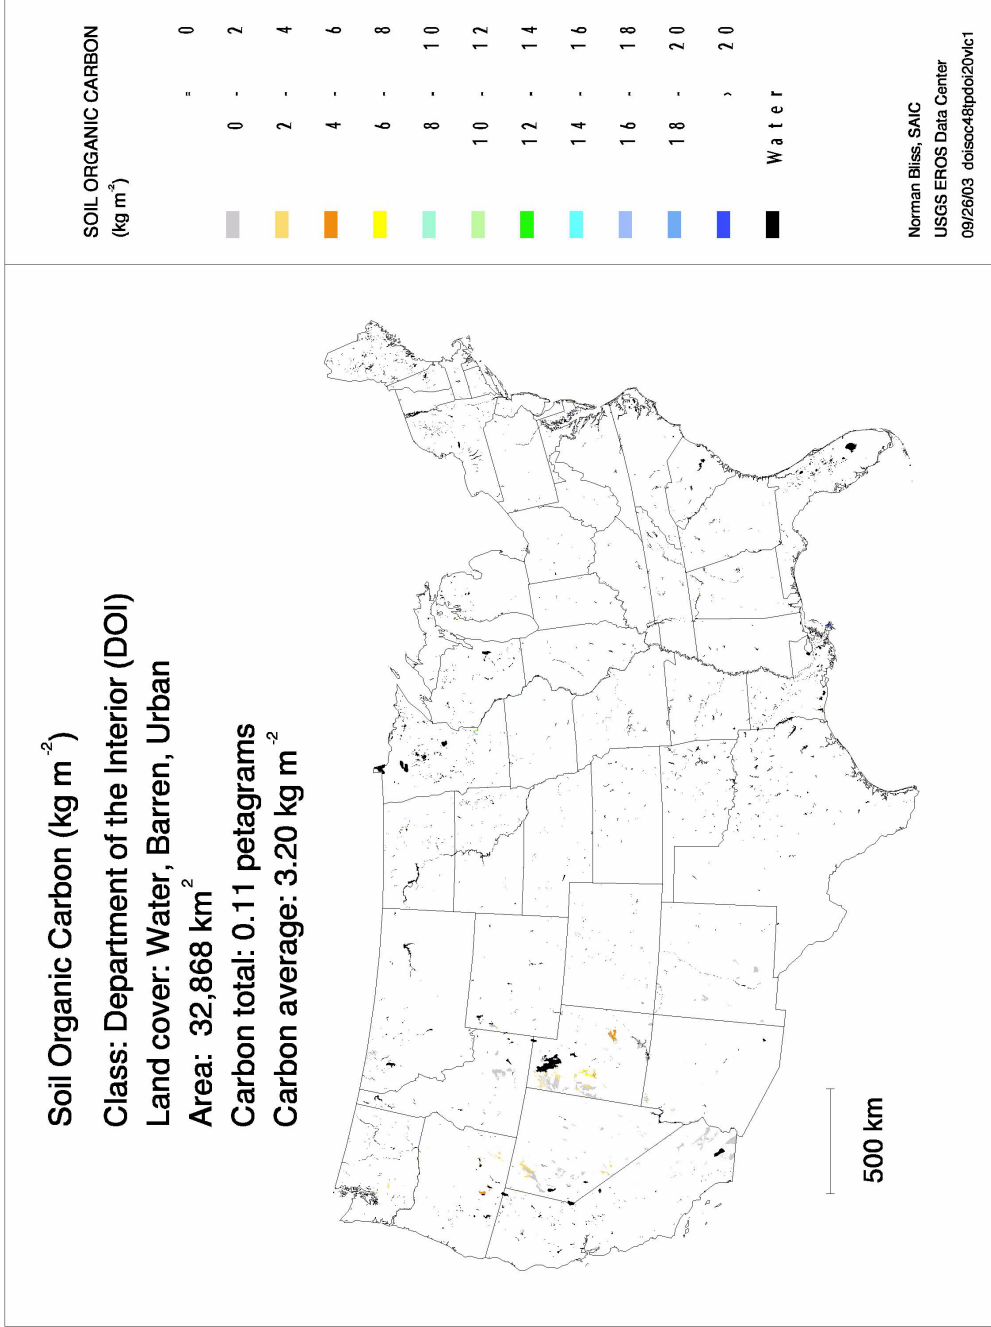 Soil Organic Carbon (kg m⁻²)
Class: Department of the Interior (DOI)
Land cover: Water, Barren, Urban
Area: 32,868 km²
Carbon total: 0.11 petagrams
Carbon average: 3.20 kg m⁻²
500 km
SOIL ORGANIC CARBON
(kg m⁻²)
= 0
0 - 2
2 - 4
4 - 6
6 - 8
8 - 10
10 - 12
12 - 14
14 - 16
16 - 18
18 - 20
> 20
Water
Norman Bliss, SAIC
USGS EROS Data Center
09/26/03 doisoc48tpdoi20vlc1